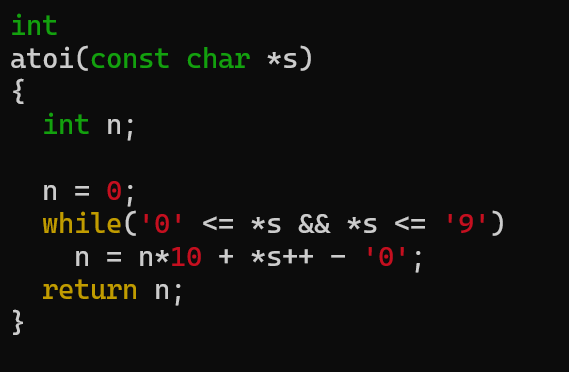 int
atoi(const char *s)
{
  int n;

  n = 0;
  while('0' <= *s && *s <= '9')
    n = n*10 + *s++ - '0';
  return n;
}